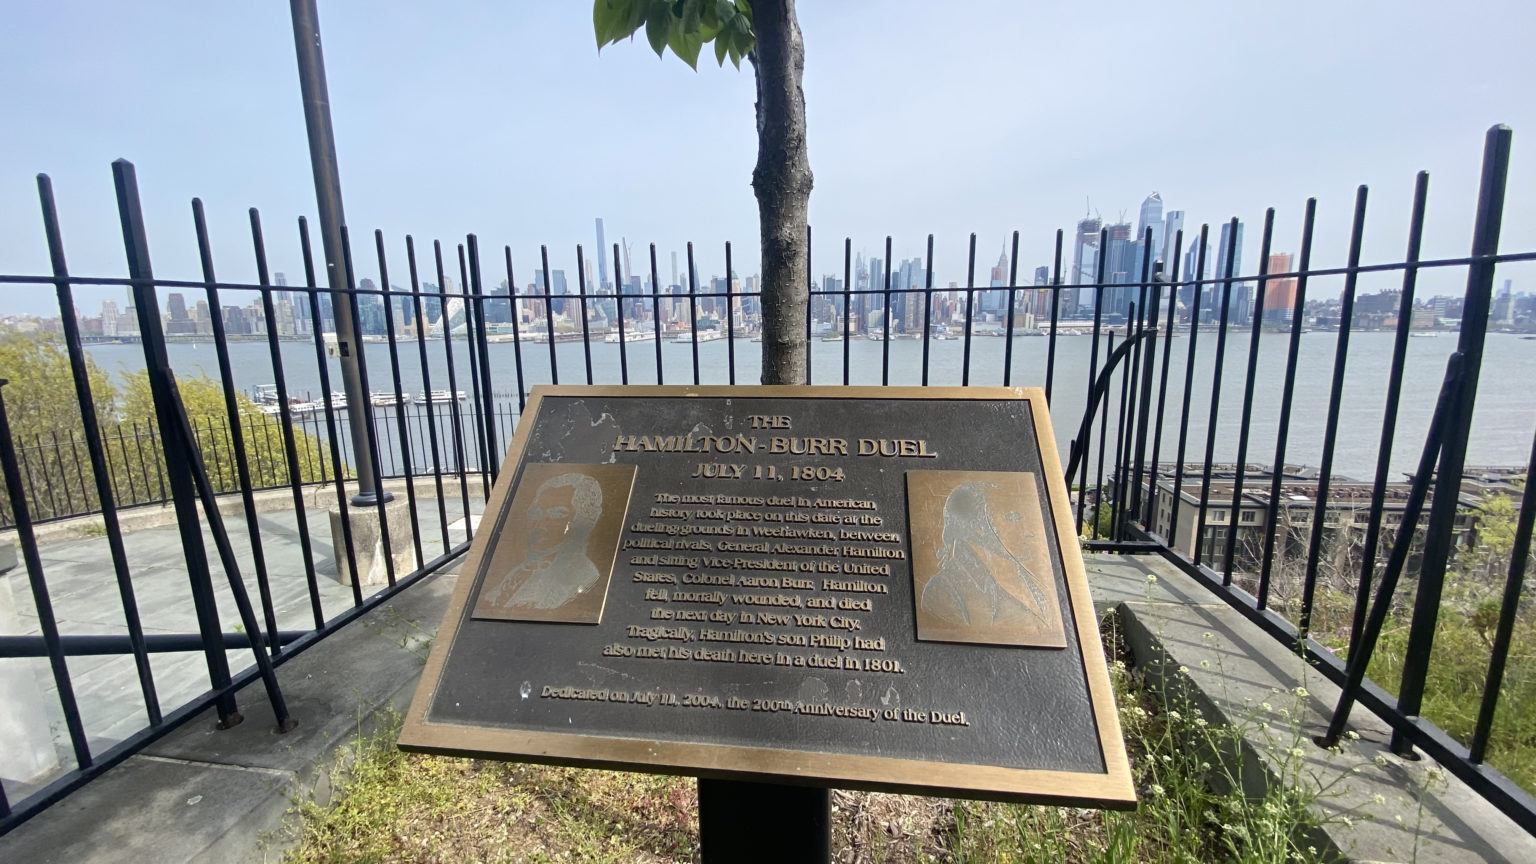 THE
HAMILTON-BURR DUEL
JULY 11, 1804
The most famous duel in American
history took place on this date at the
dueling grounds in Weehawken, between
political rivals, General Alexander Hamilton
and sitting Vice-President of the United
States, Colonel Aaron Burr. Hamilton
fell, mortally wounded, and died
the next day in New York City.
Tragically, Hamilton's son Philip had
also met his death here in a duel in 1801.
Dedicated on July 11, 2004, the 200th Anniversary of the Duel.